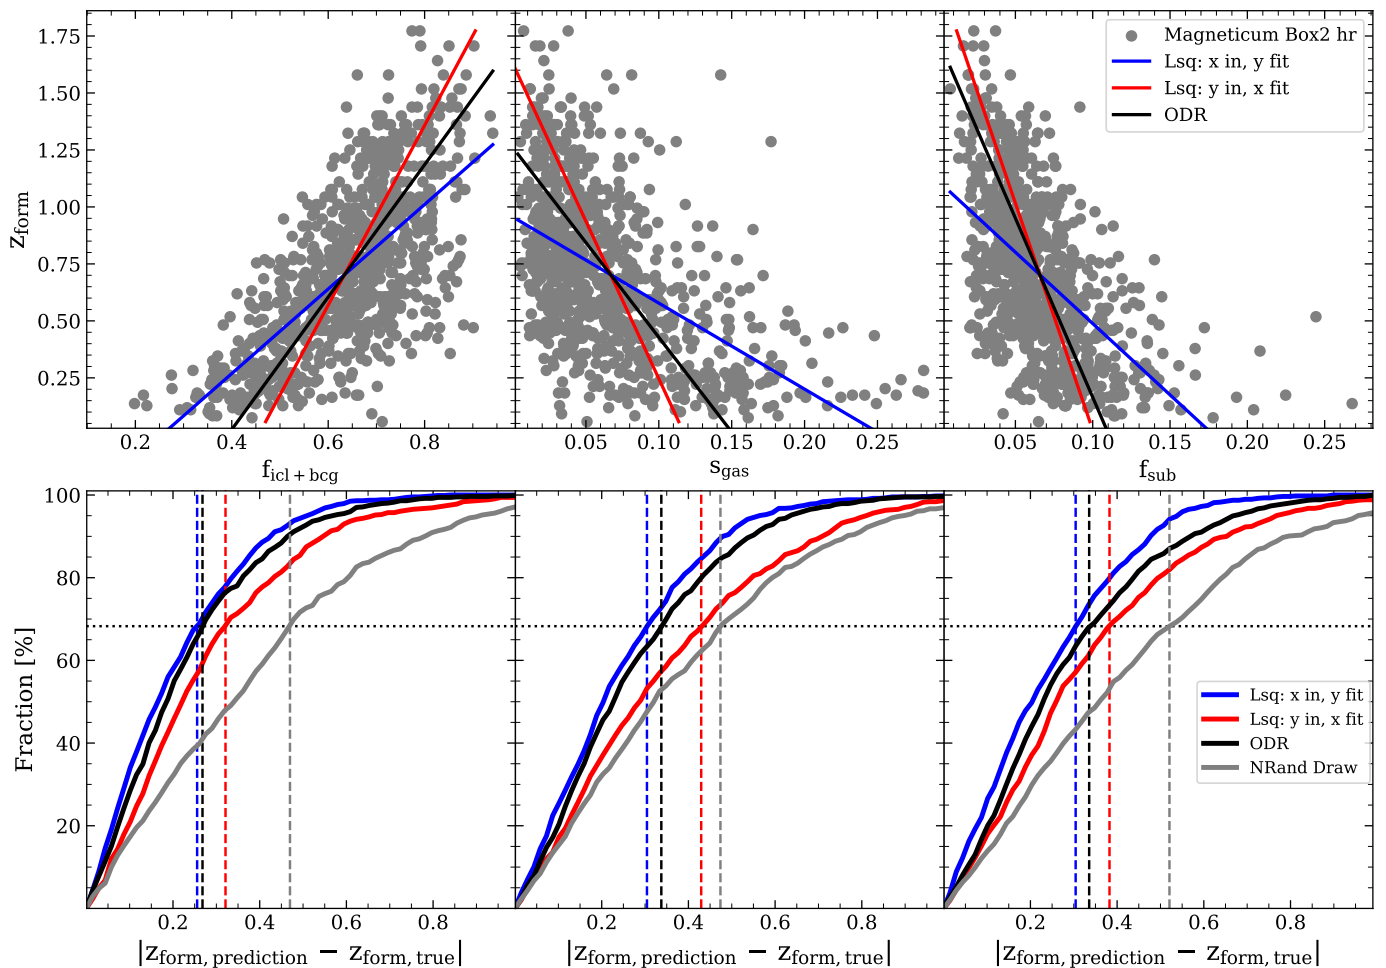 Magneticum Box2 hr
Lsq: x in, y fit
Lsq: y in, x fit
ODR
z_form
1.75
1.50
1.25
1.00
0.75
0.50
0.25
0.2 0.4 0.6 0.8
0.05 0.10 0.15 0.20 0.25
0.05 0.10 0.15 0.20 0.25
f_icl+bcg
s_gas
f_sub
Fraction [%]
100
80
60
40
20
Lsq: x in, y fit
Lsq: y in, x fit
ODR
NRand Draw
0.2 0.4 0.6 0.8
0.2 0.4 0.6 0.8
0.2 0.4 0.6 0.8
|z_form, prediction − z_form, true|
|z_form, prediction − z_form, true|
|z_form, prediction − z_form, true|